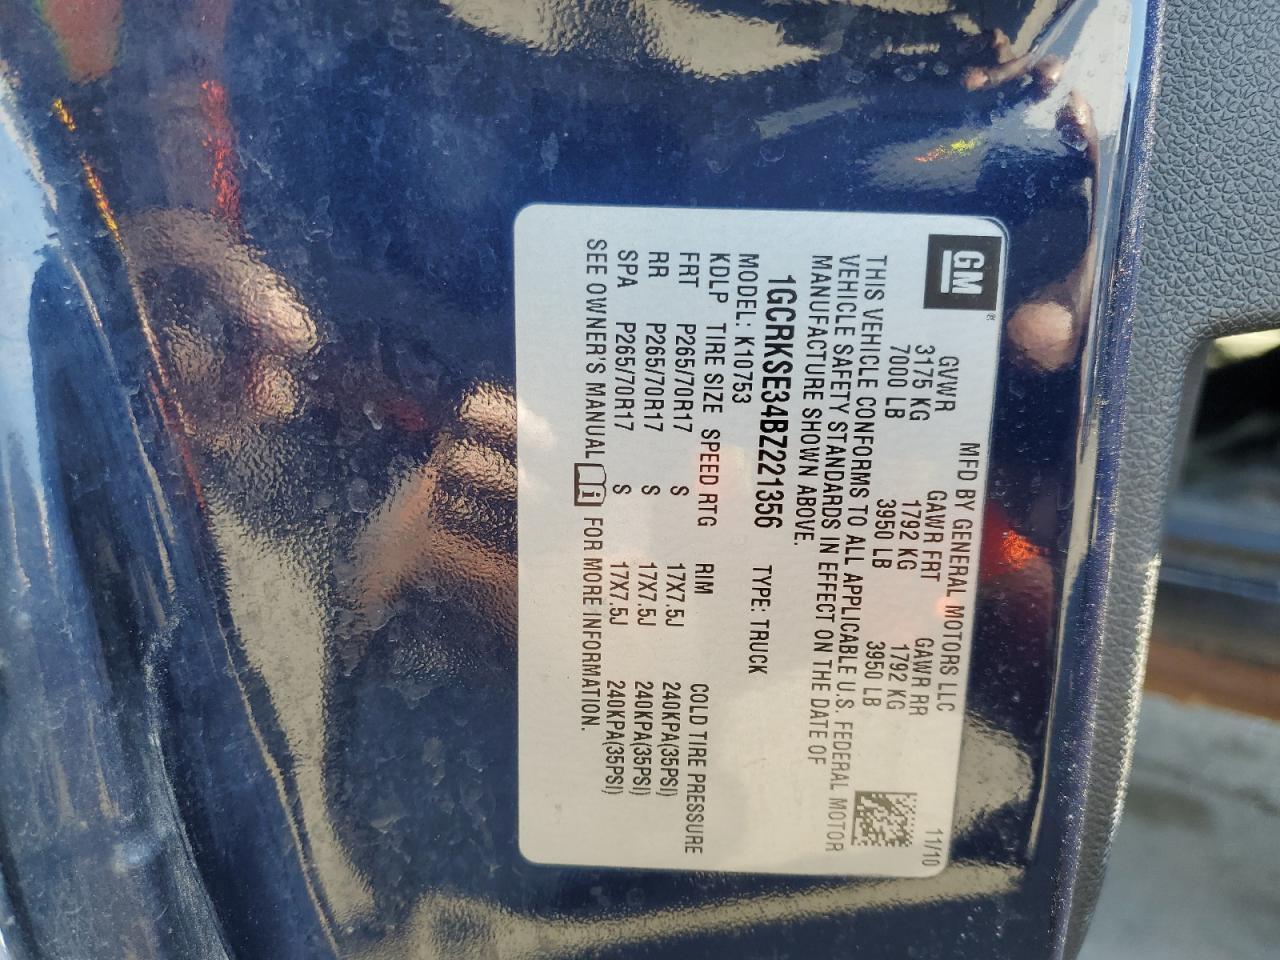 GM ®
MFD BY GENERAL MOTORS LLC 11/10
GVWR GAWR FRT GAWR RR
3175 KG 1792 KG 1792 KG
7000 LB 3950 LB 3950 LB
THIS VEHICLE CONFORMS TO ALL APPLICABLE U.S. FEDERAL MOTOR
VEHICLE SAFETY STANDARDS IN EFFECT ON THE DATE OF
MANUFACTURE SHOWN ABOVE.
1GCRKSE34BZ221356 TYPE: TRUCK
MODEL: K10753
KDLP TIRE SIZE SPEED RTG RIM COLD TIRE PRESSURE
FRT P265/70R17 S 17X7.5J 240KPA(35PSI)
RR P265/70R17 S 17X7.5J 240KPA(35PSI)
SPA P265/70R17 S 17X7.5J 240KPA(35PSI)
SEE OWNER'S MANUAL i FOR MORE INFORMATION.